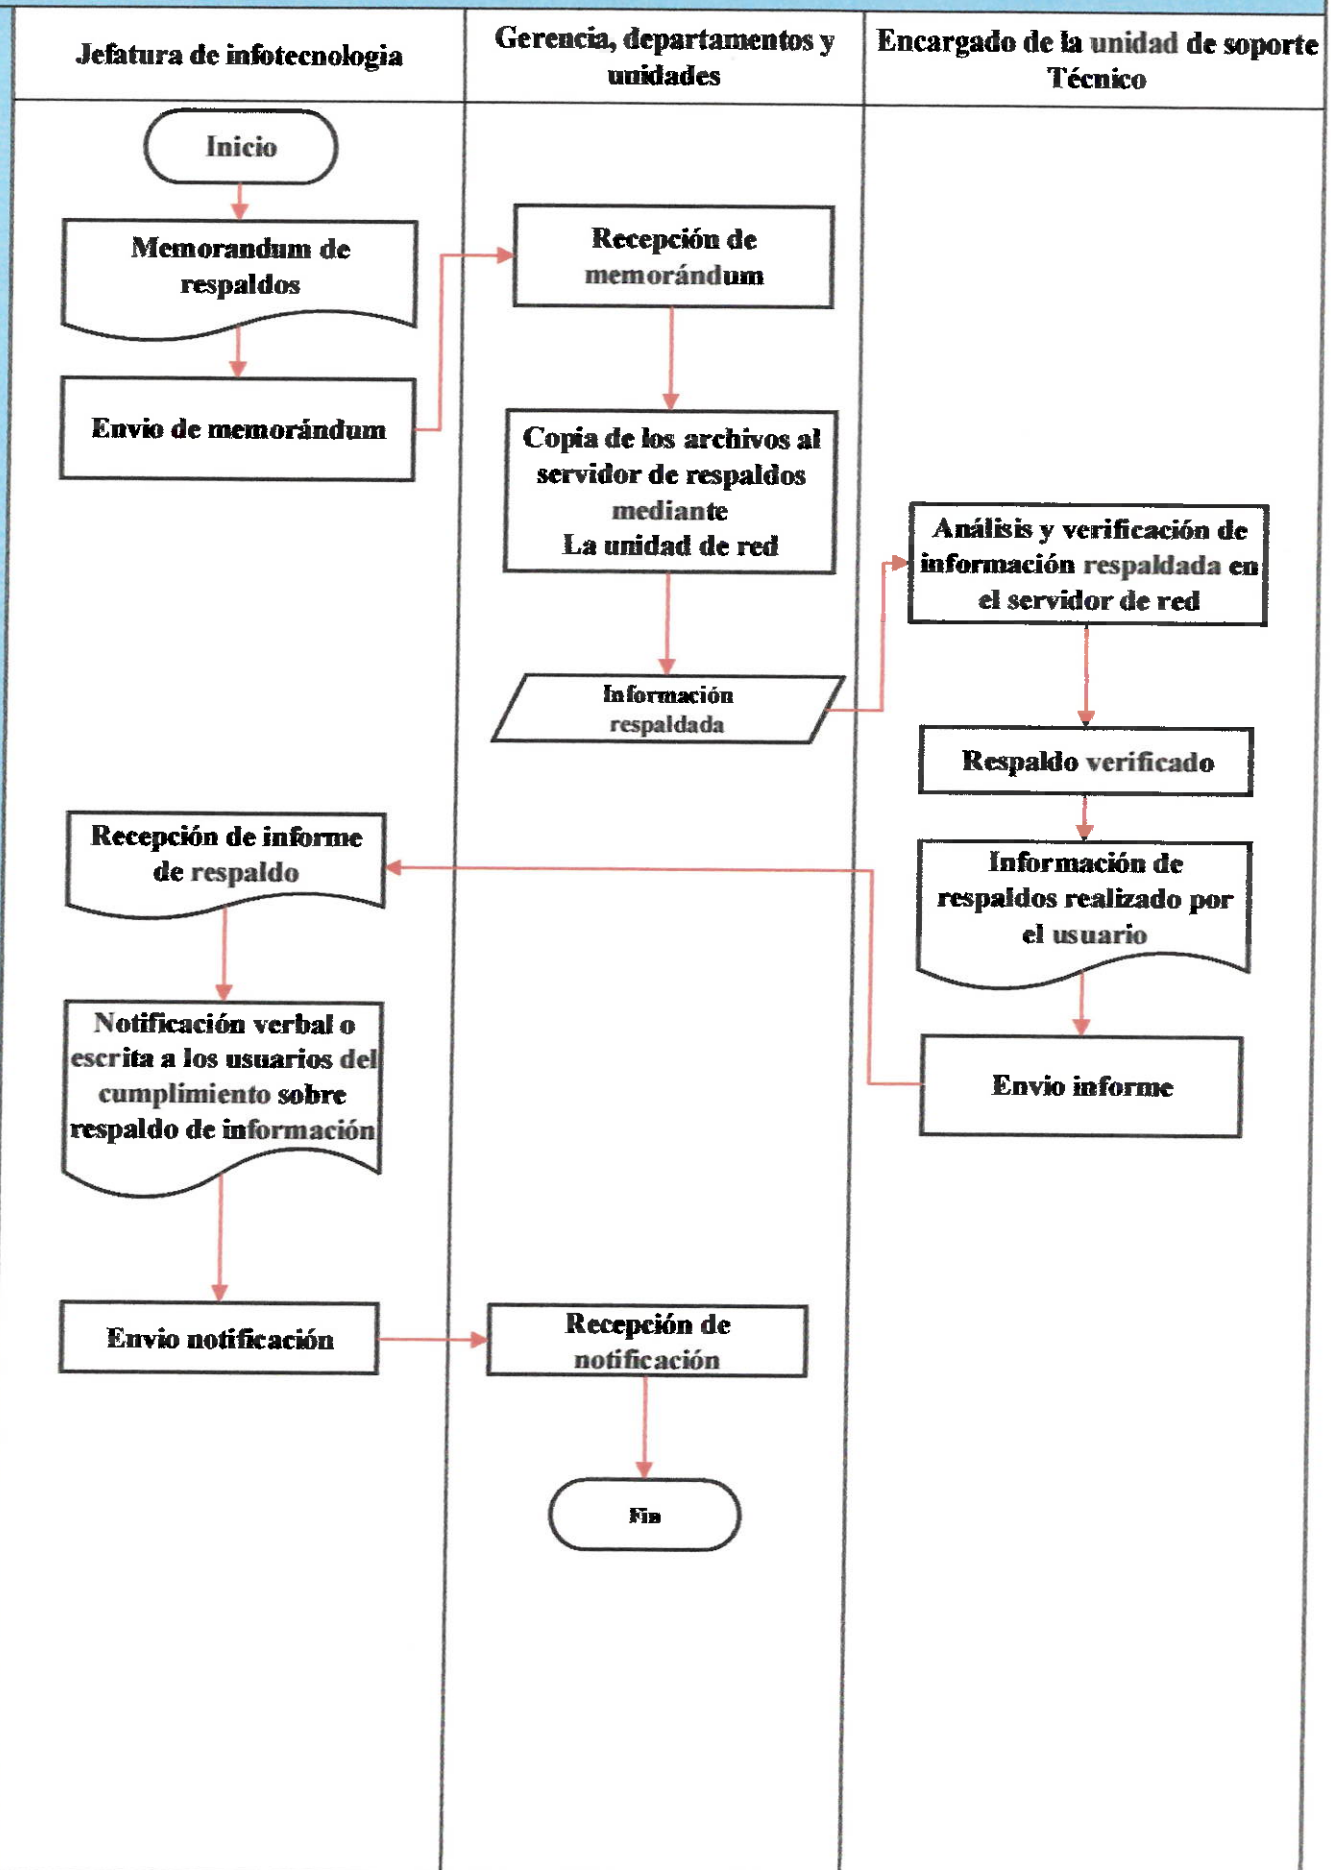 Jefatura de infotecnologia
Gerencia, departamentos y
unidades
Encargado de la unidad de soporte
Técnico
Inicio
Memorandum de
respaldos
Envio de memorándum
Recepción de
memorándum
Copia de los archivos al
servidor de respaldos
mediante
La unidad de red
Información
respaldada
Análisis y verificación de
información respaldada en
el servidor de red
Respaldo verificado
Información de
respaldos realizado por
el usuario
Envio informe
Recepción de informe
de respaldo
Notificación verbal o
escrita a los usuarios del
cumplimiento sobre
respaldo de información
Envio notificación
Recepción de
notificación
Fin